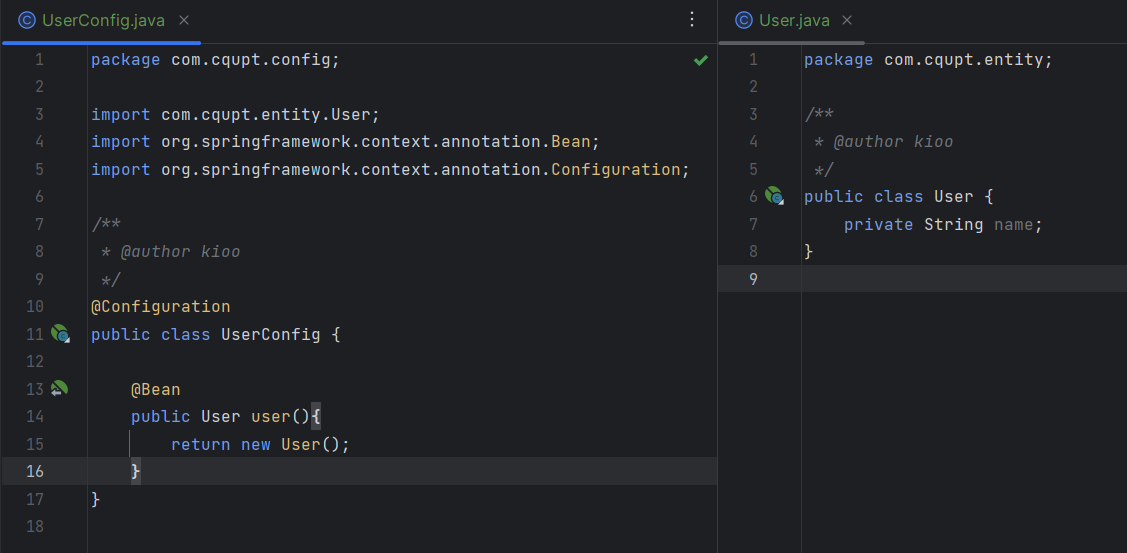 UserConfig.java
1 package com.cqupt.config;
2
3 import com.cqupt.entity.User;
4 import org.springframework.context.annotation.Bean;
5 import org.springframework.context.annotation.Configuration;
6
7 /**
8  * @author kioo
9  */
10 @Configuration
11 public class UserConfig {
12
13     @Bean
14     public User user(){
15         return new User();
16     }
17 }
18
User.java
1 package com.cqupt.entity;
2
3 /**
4  * @author kioo
5  */
6 public class User {
7     private String name;
8 }
9